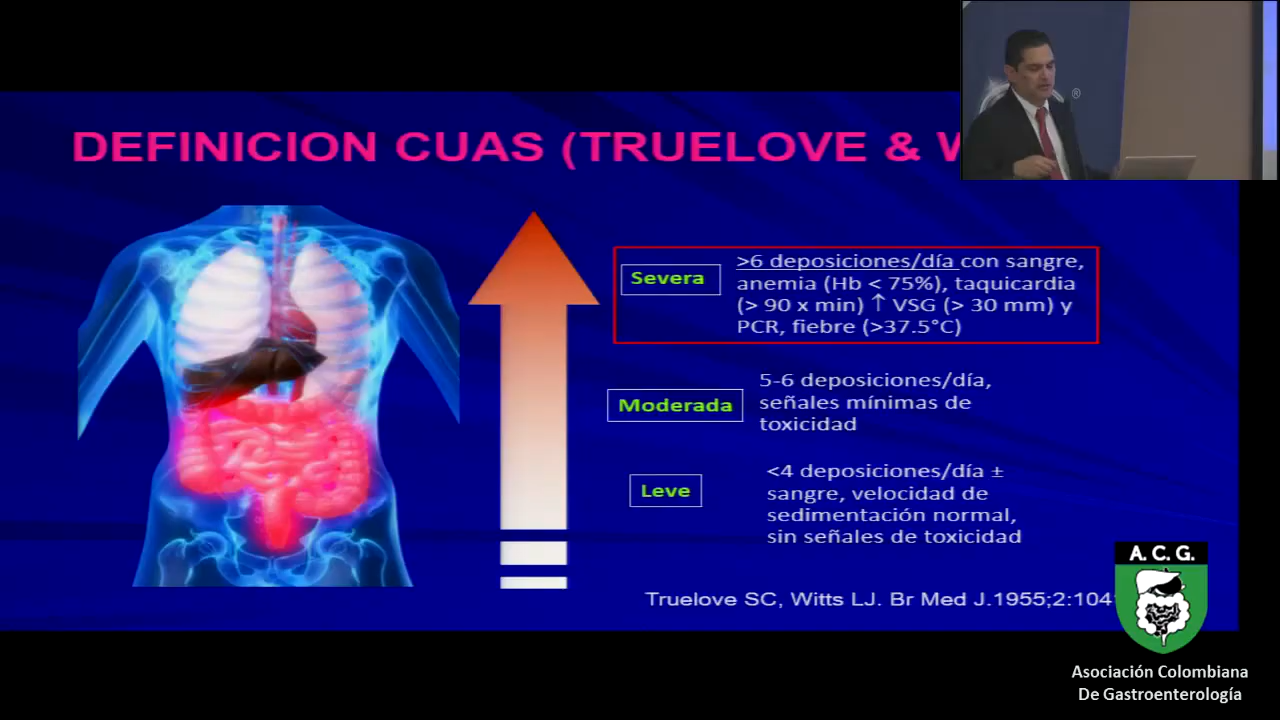 DEFINICION CUAS (TRUELOVE &
®
Severa
>6 deposiciones/día con sangre,
anemia (Hb < 75%), taquicardia
(> 90 x min) ↑ VSG (> 30 mm) y
PCR, fiebre (>37.5°C)
Moderada
5-6 deposiciones/día,
señales mínimas de
toxicidad
Leve
<4 deposiciones/día ±
sangre, velocidad de
sedimentación normal,
sin señales de toxicidad
Truelove SC, Witts LJ. Br Med J.1955;2:104
A. C. G.
Asociación Colombiana
De Gastroenterología